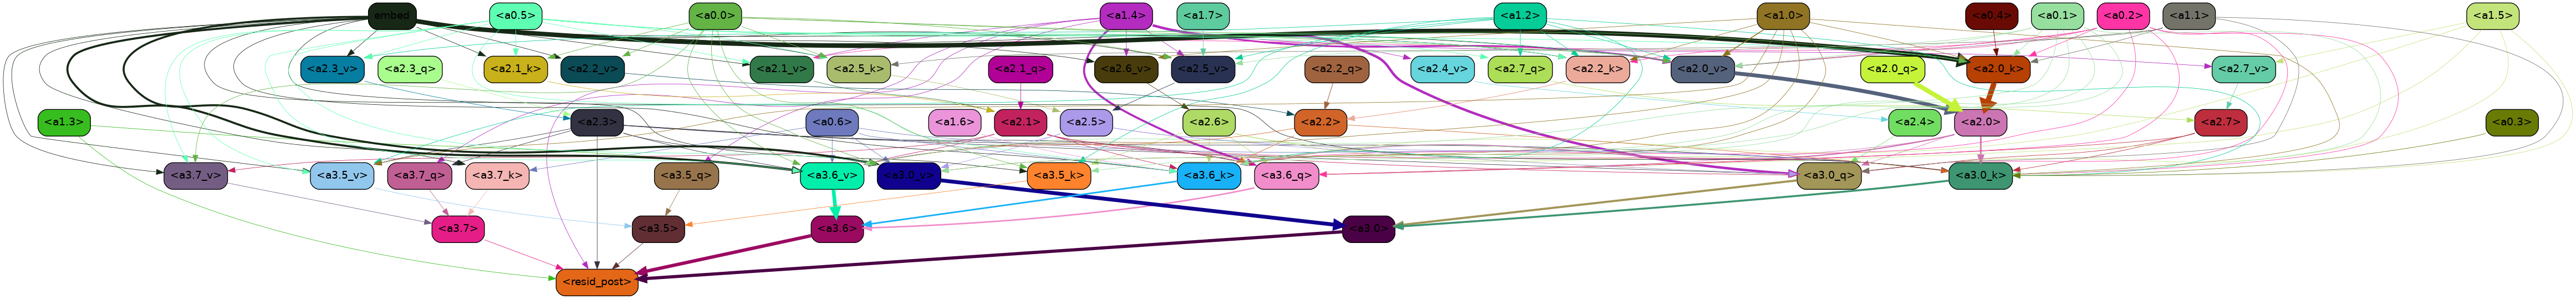 embed <a0.5> <a0.0> <a1.4> <a1.7> <a1.2> <a1.0> <a0.4> <a0.1> <a0.2> <a1.1> <a1.5>
<a2.3_v> <a2.3_q> <a2.1_k> <a2.2_v> <a2.1_v> <a2.5_k> <a2.1_q> <a2.6_v> <a2.5_v> <a2.2_q> <a2.4_v> <a2.7_q> <a2.2_k> <a2.0_v> <a2.0_q> <a2.0_k> <a2.7_v>
<a1.3> <a2.3> <a0.6> <a1.6> <a2.1> <a2.5> <a2.6> <a2.2> <a2.4> <a2.0> <a2.7> <a0.3>
<a3.7_v> <a3.5_v> <a3.7_q> <a3.7_k> <a3.5_q> <a3.6_v> <a3.0_v> <a3.5_k> <a3.6_k> <a3.6_q> <a3.0_q> <a3.0_k>
<a3.7> <a3.5> <a3.6> <a3.0>
<resid_post>